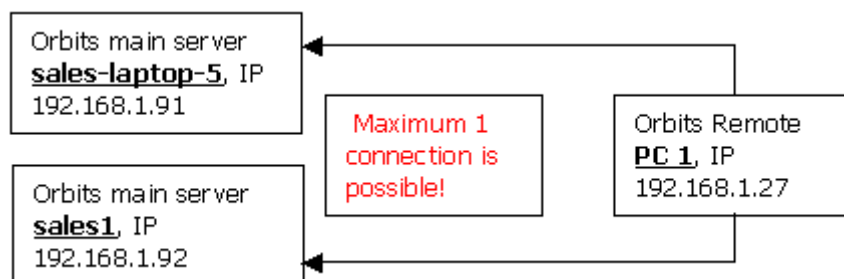 Orbits main server
sales-laptop-5, IP
192.168.1.91
Maximum 1
connection is
possible!
Orbits Remote
PC 1, IP
192.168.1.27
Orbits main server
sales1, IP
192.168.1.92